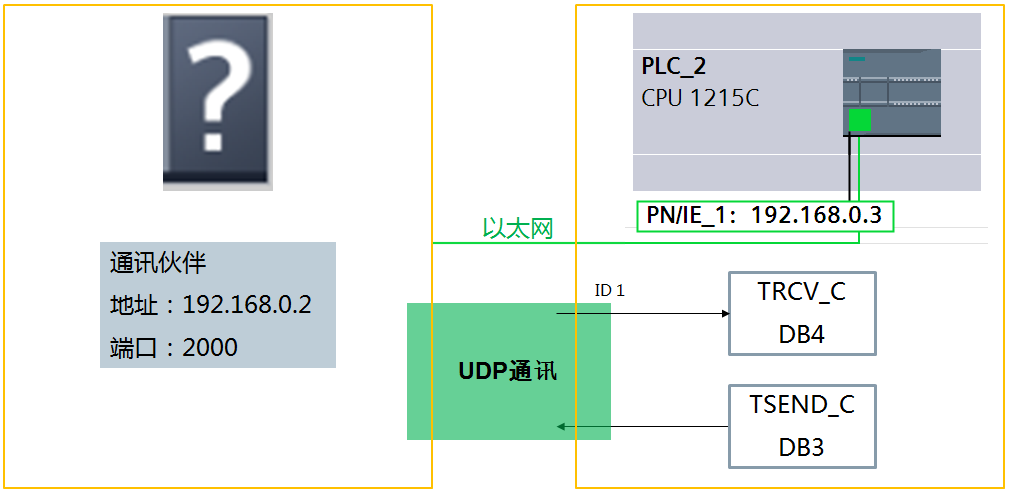 ?
PLC_2
CPU 1215C
PN/IE_1：192.168.0.3
以太网
通讯伙伴
地址：192.168.0.2
端口：2000
ID 1
TRCV_C
DB4
UDP通讯
TSEND_C
DB3